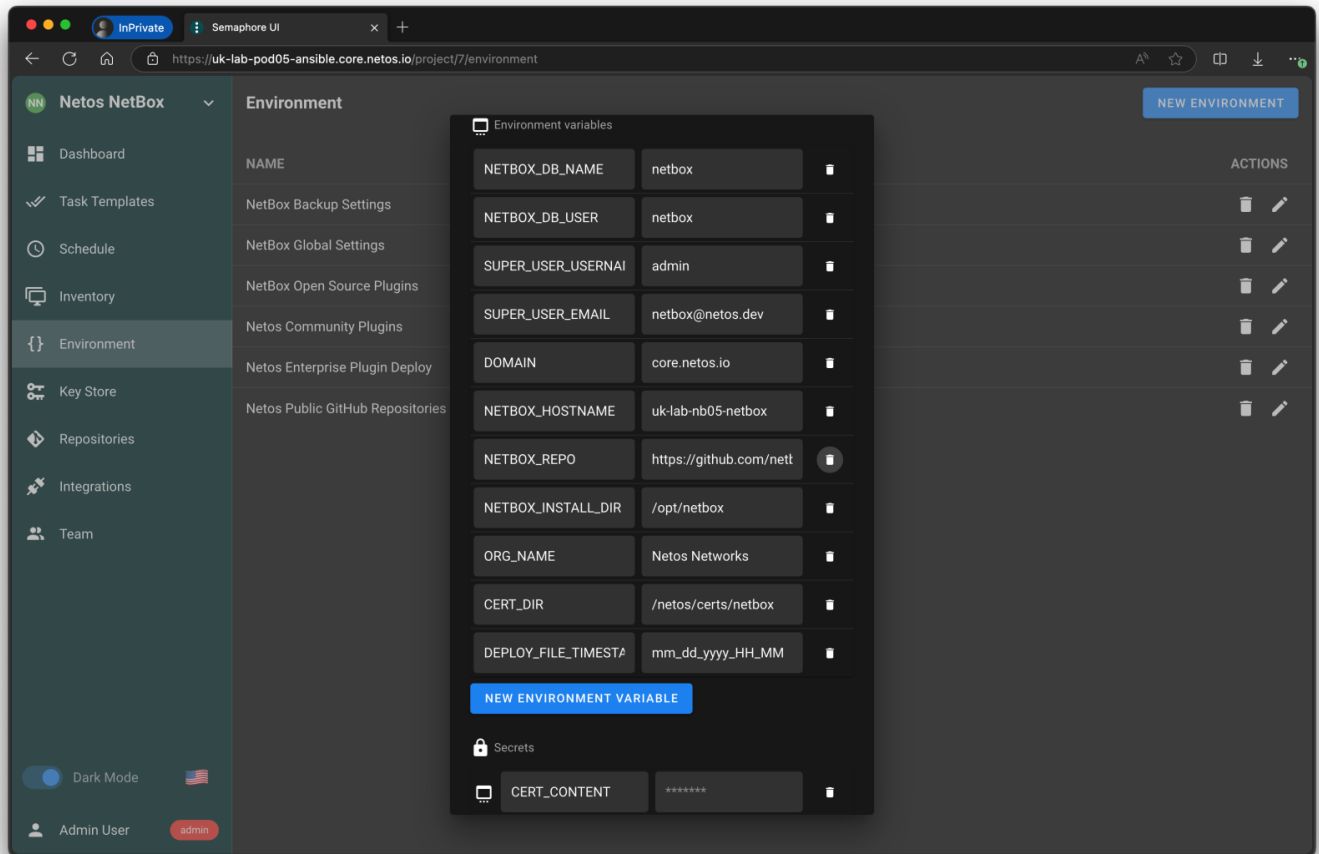 InPrivate
Semaphore UI
https://uk-lab-pod05-ansible.core.netos.io/project/7/environment
NN
Netos NetBox
Dashboard
Task Templates
Schedule
Inventory
Environment
Key Store
Repositories
Integrations
Team
Dark Mode
Admin User
admin
Environment
NEW ENVIRONMENT
NAME
ACTIONS
NetBox Backup Settings
NetBox Global Settings
NetBox Open Source Plugins
Netos Community Plugins
Netos Enterprise Plugin Deploy
Netos Public GitHub Repositories
Environment variables
NETBOX_DB_NAME netbox
NETBOX_DB_USER netbox
SUPER_USER_USERNAI admin
SUPER_USER_EMAIL netbox@netos.dev
DOMAIN core.netos.io
NETBOX_HOSTNAME uk-lab-nb05-netbox
NETBOX_REPO https://github.com/netb
NETBOX_INSTALL_DIR /opt/netbox
ORG_NAME Netos Networks
CERT_DIR /netos/certs/netbox
DEPLOY_FILE_TIMESTA mm_dd_yyyy_HH_MM
NEW ENVIRONMENT VARIABLE
Secrets
CERT_CONTENT *******